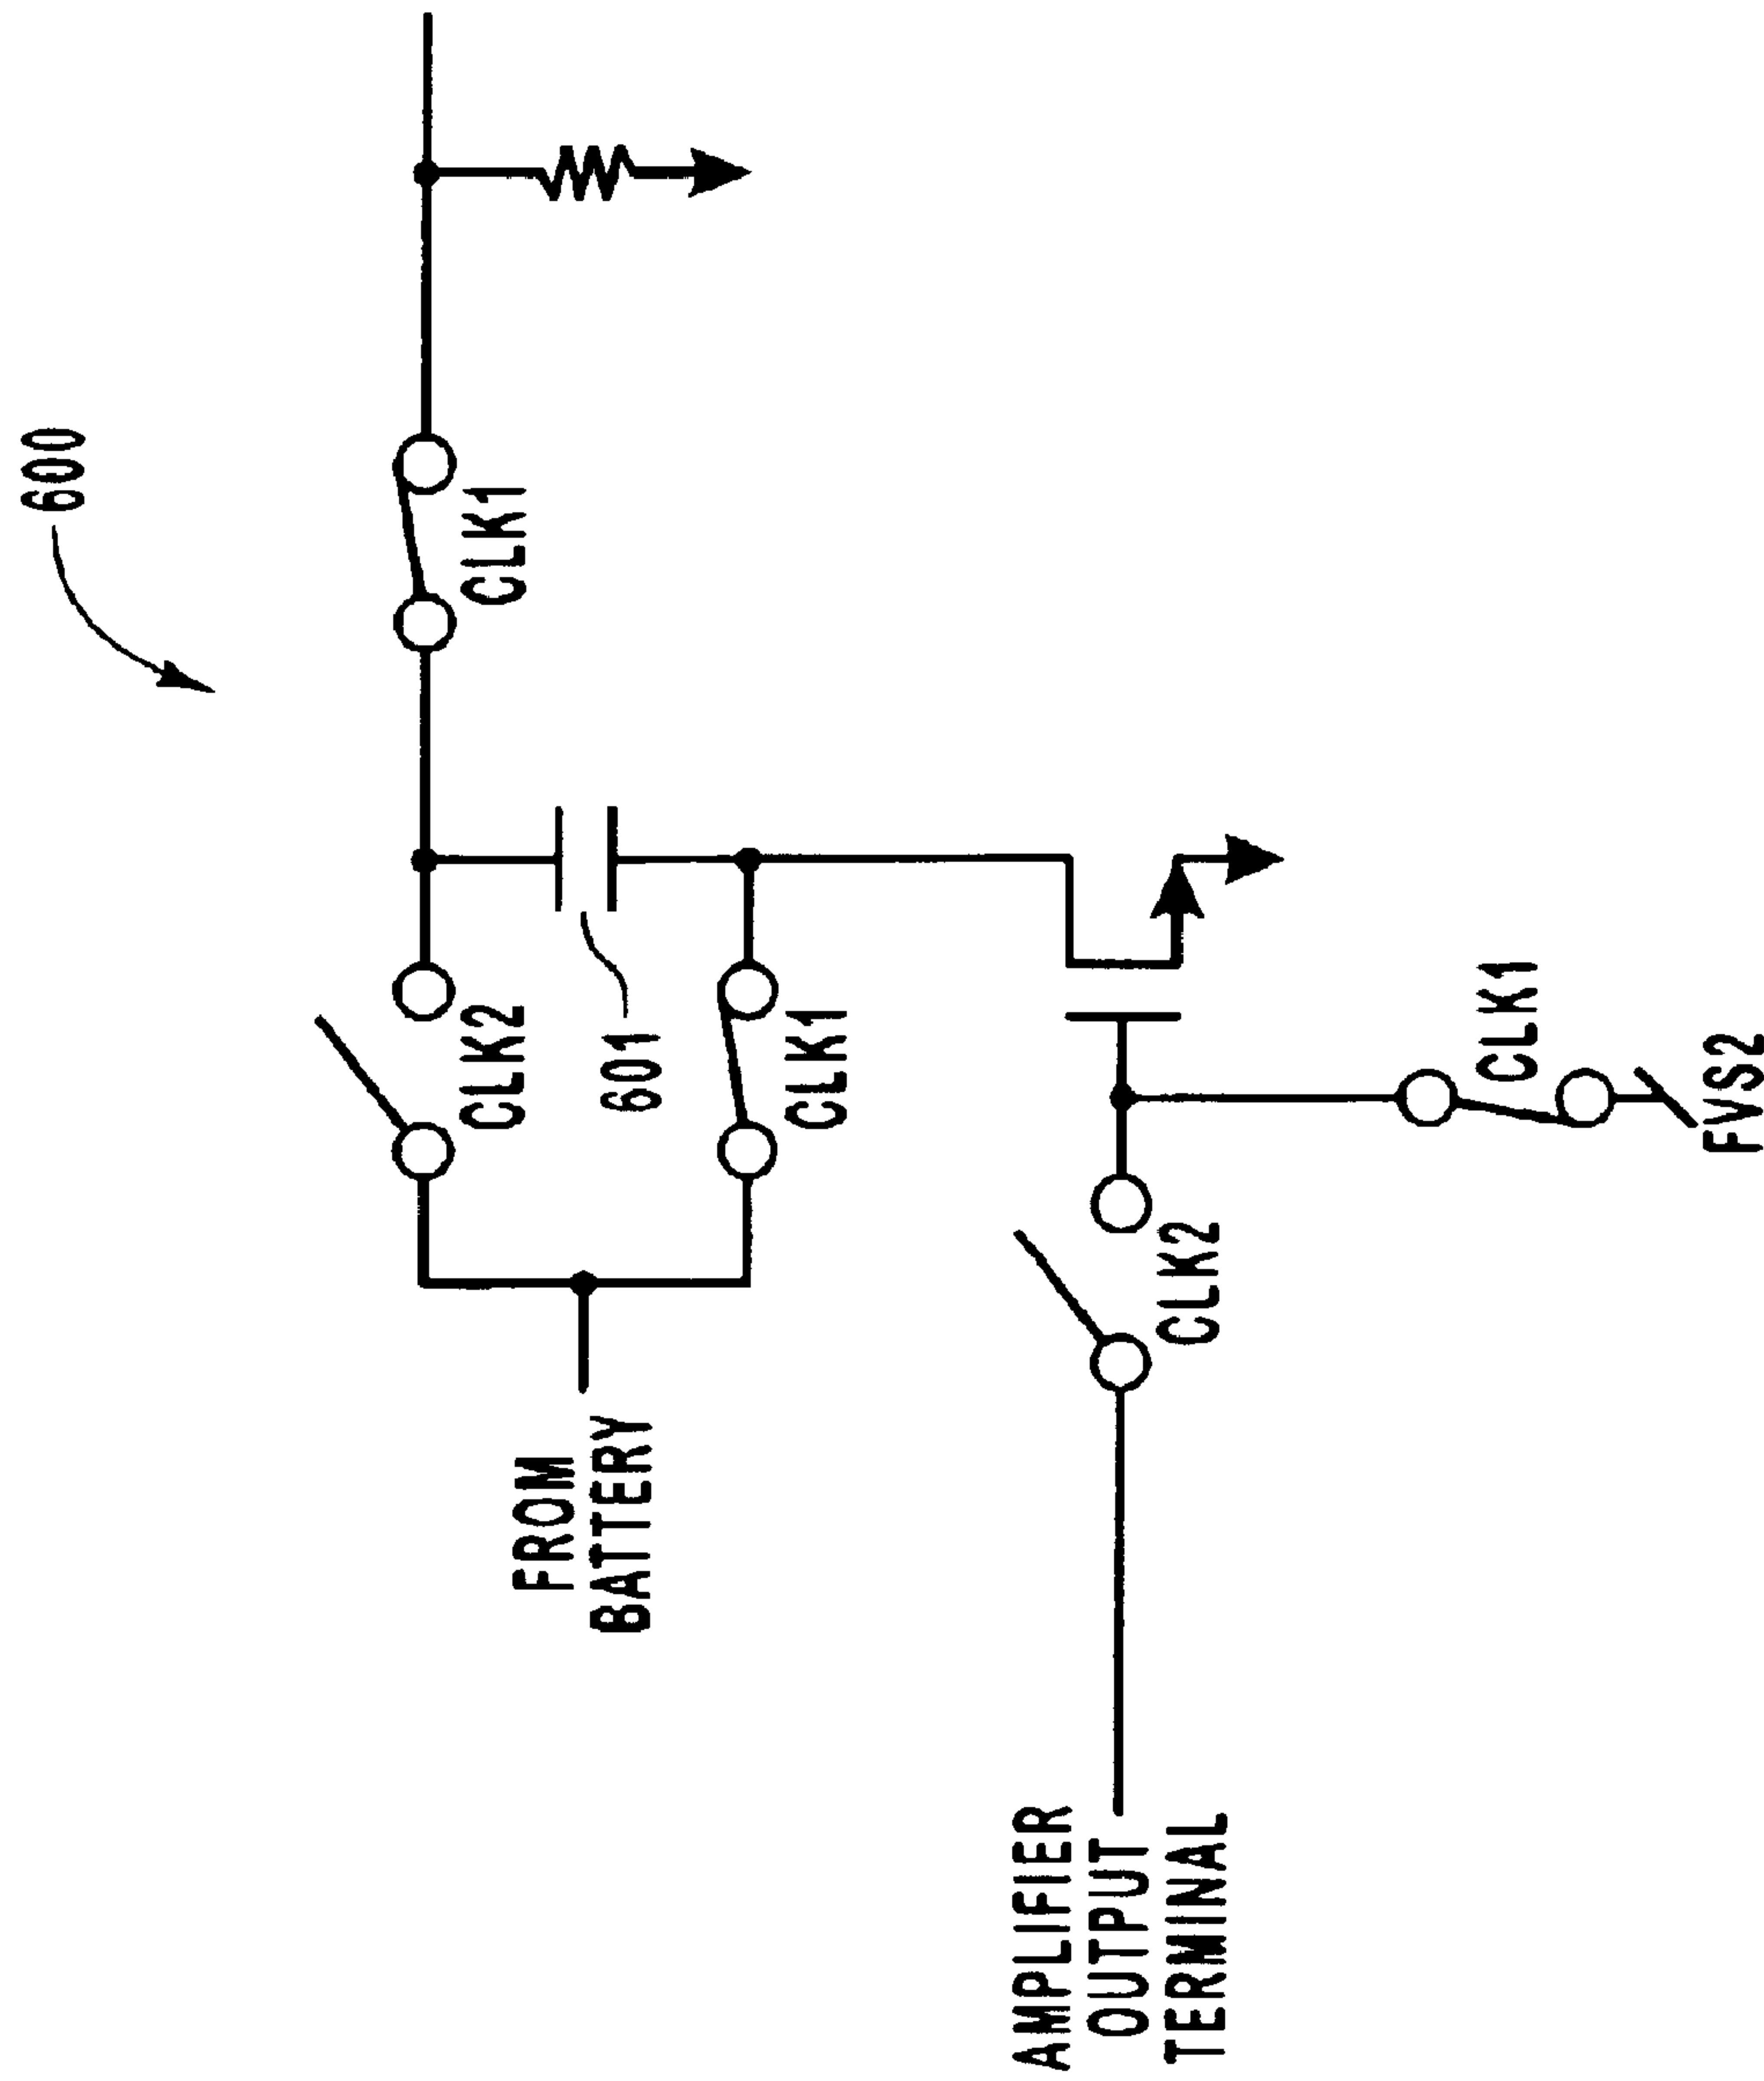 600
CLK1
CLK2
601
CLK1
FROM
BATTERY
CLK1
FVS2
CLK2
AMPLIFIER
OUTPUT
TERMINAL